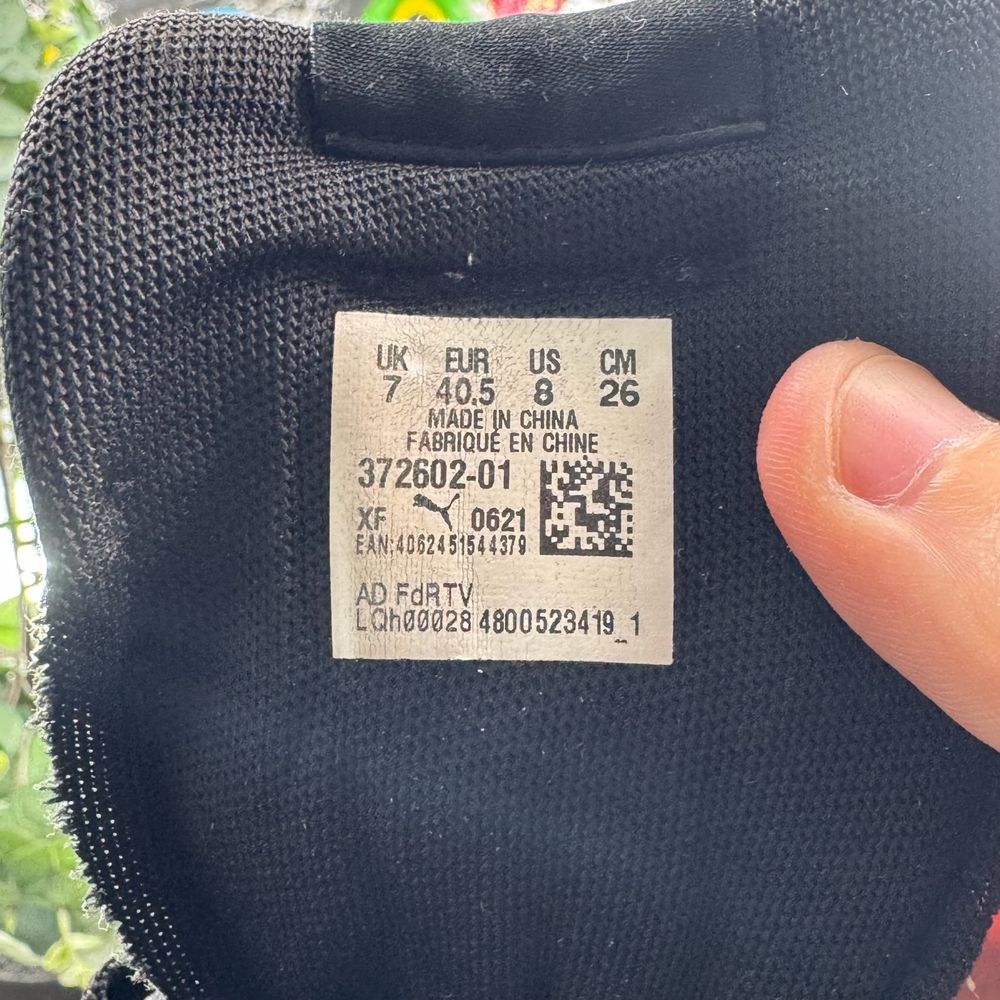 UK EUR US CM
7 40.5 8 26
MADE IN CHINA
FABRIQUÉ EN CHINE
372602-01
XF 0621
EAN:4062451544379
AD FdRTV
LQh00028 4800523419_1